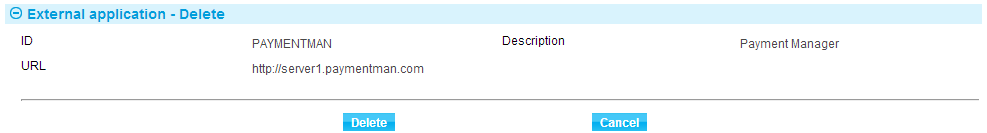 External application - Delete
ID PAYMENTMAN Description Payment Manager
URL http://server1.paymentman.com
Delete Cancel